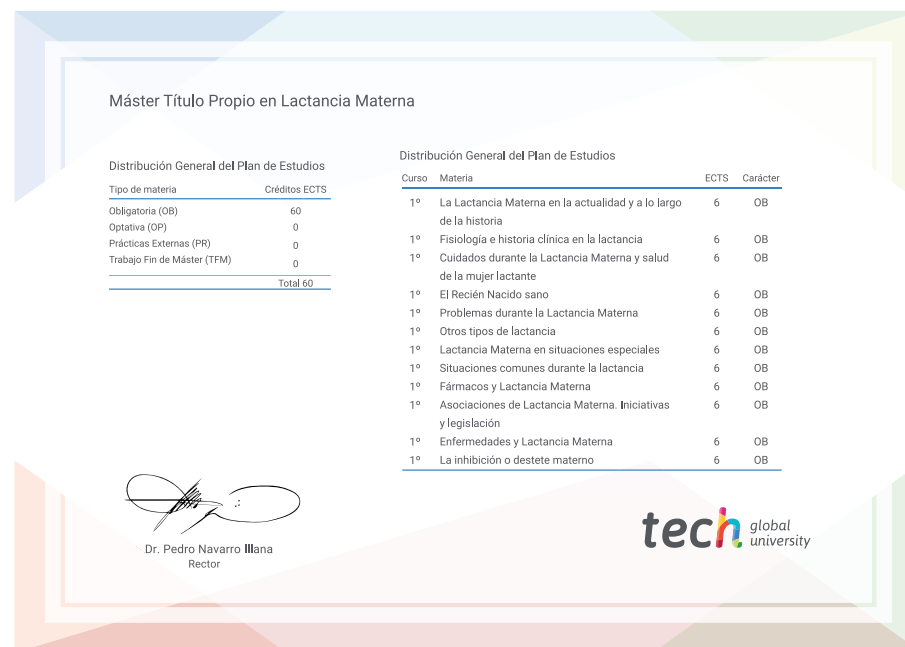 Máster Título Propio en Lactancia Materna
Distribución General del Plan de Estudios
Tipo de materia Créditos ECTS
Obligatoria (OB) 60
Optativa (OP) 0
Prácticas Externas (PR) 0
Trabajo Fin de Máster (TFM) 0
Total 60
Distribución General del Plan de Estudios
Curso Materia ECTS Carácter
1º La Lactancia Materna en la actualidad y a lo largo 6 OB
de la historia
1º Fisiología e historia clínica en la lactancia 6 OB
1º Cuidados durante la Lactancia Materna y salud 6 OB
de la mujer lactante
1º El Recién Nacido sano 6 OB
1º Problemas durante la Lactancia Materna 6 OB
1º Otros tipos de lactancia 6 OB
1º Lactancia Materna en situaciones especiales 6 OB
1º Situaciones comunes durante la lactancia 6 OB
1º Fármacos y Lactancia Materna 6 OB
1º Asociaciones de Lactancia Materna. Iniciativas 6 OB
y legislación
1º Enfermedades y Lactancia Materna 6 OB
1º La inhibición o destete materno 6 OB
Dr. Pedro Navarro Illana
Rector
tech global
university